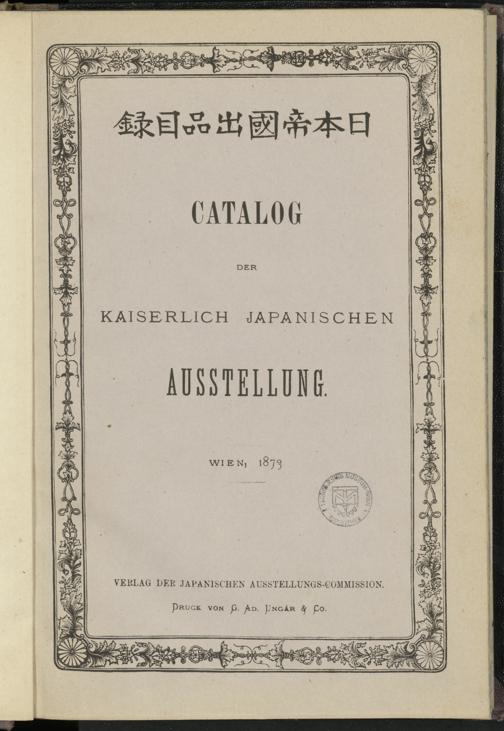 録目品出國帝本日
CATALOG
DER
KAISERLICH JAPANISCHEN
AUSSTELLUNG.
WIEN, 1873
VERLAG DER JAPANISCHEN AUSSTELLUNGS-COMMISSION.
DRUCK VON G. AD. UNGÁR & CO.